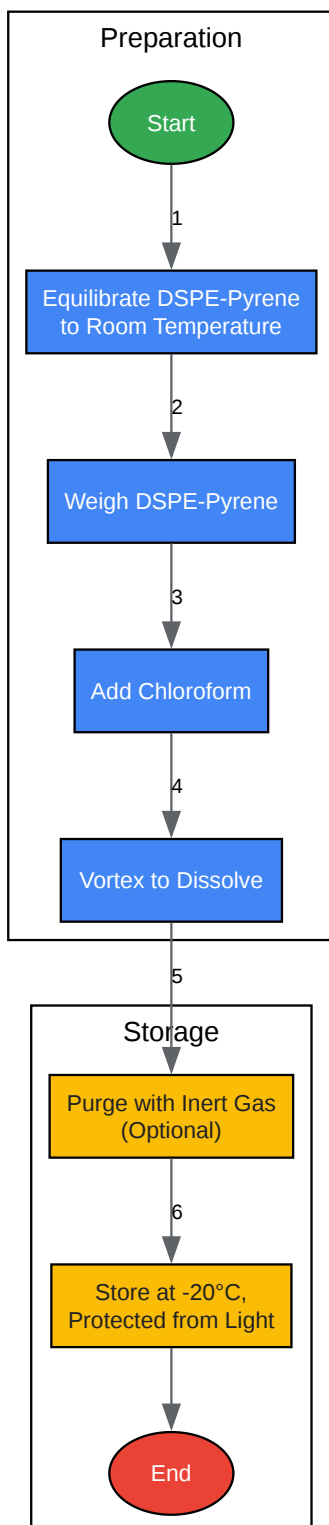 Preparation
Start
1
Equilibrate DSPE-Pyrene
to Room Temperature
2
Weigh DSPE-Pyrene
3
Add Chloroform
4
Vortex to Dissolve
5
Storage
Purge with Inert Gas
(Optional)
6
Store at -20°C,
Protected from Light
End